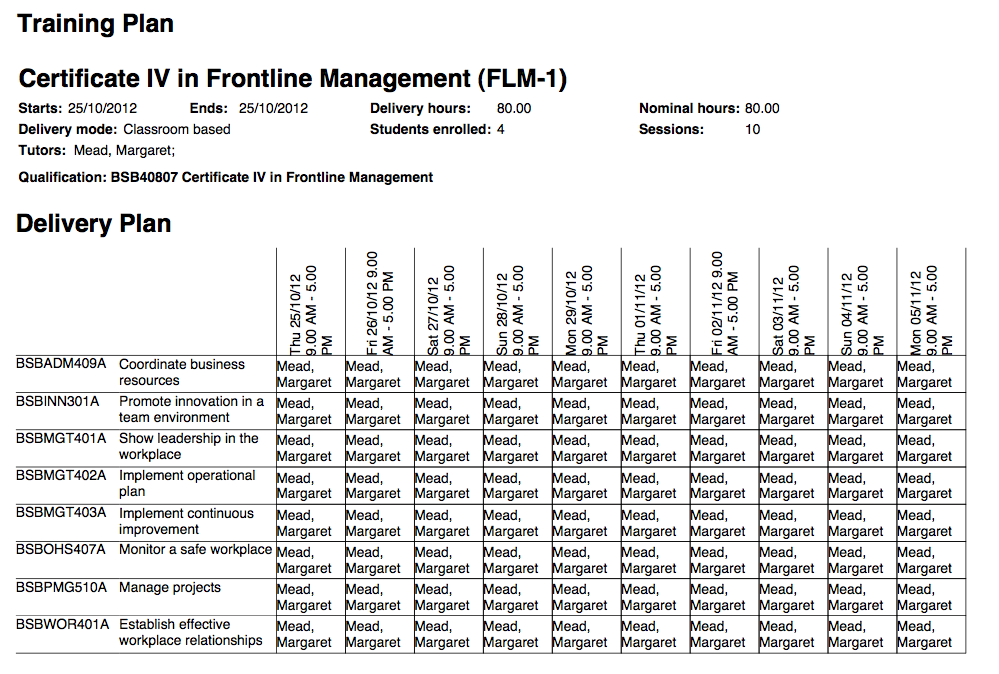 Training Plan
Certificate IV in Frontline Management (FLM-1)
Starts: 25/10/2012 Ends: 25/10/2012 Delivery hours: 80.00 Nominal hours: 80.00
Delivery mode: Classroom based Students enrolled: 4 Sessions: 10
Tutors: Mead, Margaret;
Qualification: BSB40807 Certificate IV in Frontline Management
Delivery Plan
Thu 25/10/12
9.00 AM - 5.00
PM
Fri 26/10/12 9.00
AM - 5.00 PM
Sat 27/10/12
9.00 AM - 5.00
PM
Sun 28/10/12
9.00 AM - 5.00
PM
Mon 29/10/12
9.00 AM - 5.00
PM
Thu 01/11/12
9.00 AM - 5.00
PM
Fri 02/11/12 9.00
AM - 5.00 PM
Sat 03/11/12
9.00 AM - 5.00
PM
Sun 04/11/12
9.00 AM - 5.00
PM
Mon 05/11/12
9.00 AM - 5.00
PM
BSBADM409A Coordinate business Mead, Mead, Mead, Mead, Mead, Mead, Mead, Mead, Mead, Mead,
resources Margaret Margaret Margaret Margaret Margaret Margaret Margaret Margaret Margaret Margaret
BSBINN301A Promote innovation in a Mead, Mead, Mead, Mead, Mead, Mead, Mead, Mead, Mead, Mead,
team environment Margaret Margaret Margaret Margaret Margaret Margaret Margaret Margaret Margaret Margaret
BSBMGT401A Show leadership in the Mead, Mead, Mead, Mead, Mead, Mead, Mead, Mead, Mead, Mead,
workplace Margaret Margaret Margaret Margaret Margaret Margaret Margaret Margaret Margaret Margaret
BSBMGT402A Implement operational Mead, Mead, Mead, Mead, Mead, Mead, Mead, Mead, Mead, Mead,
plan Margaret Margaret Margaret Margaret Margaret Margaret Margaret Margaret Margaret Margaret
BSBMGT403A Implement continuous Mead, Mead, Mead, Mead, Mead, Mead, Mead, Mead, Mead, Mead,
improvement Margaret Margaret Margaret Margaret Margaret Margaret Margaret Margaret Margaret Margaret
BSBOHS407A Monitor a safe workplace Mead, Mead, Mead, Mead, Mead, Mead, Mead, Mead, Mead, Mead,
Margaret Margaret Margaret Margaret Margaret Margaret Margaret Margaret Margaret Margaret
BSBPMG510A Manage projects Mead, Mead, Mead, Mead, Mead, Mead, Mead, Mead, Mead, Mead,
Margaret Margaret Margaret Margaret Margaret Margaret Margaret Margaret Margaret Margaret
BSBWOR401A Establish effective Mead, Mead, Mead, Mead, Mead, Mead, Mead, Mead, Mead, Mead,
workplace relationships Margaret Margaret Margaret Margaret Margaret Margaret Margaret Margaret Margaret Margaret